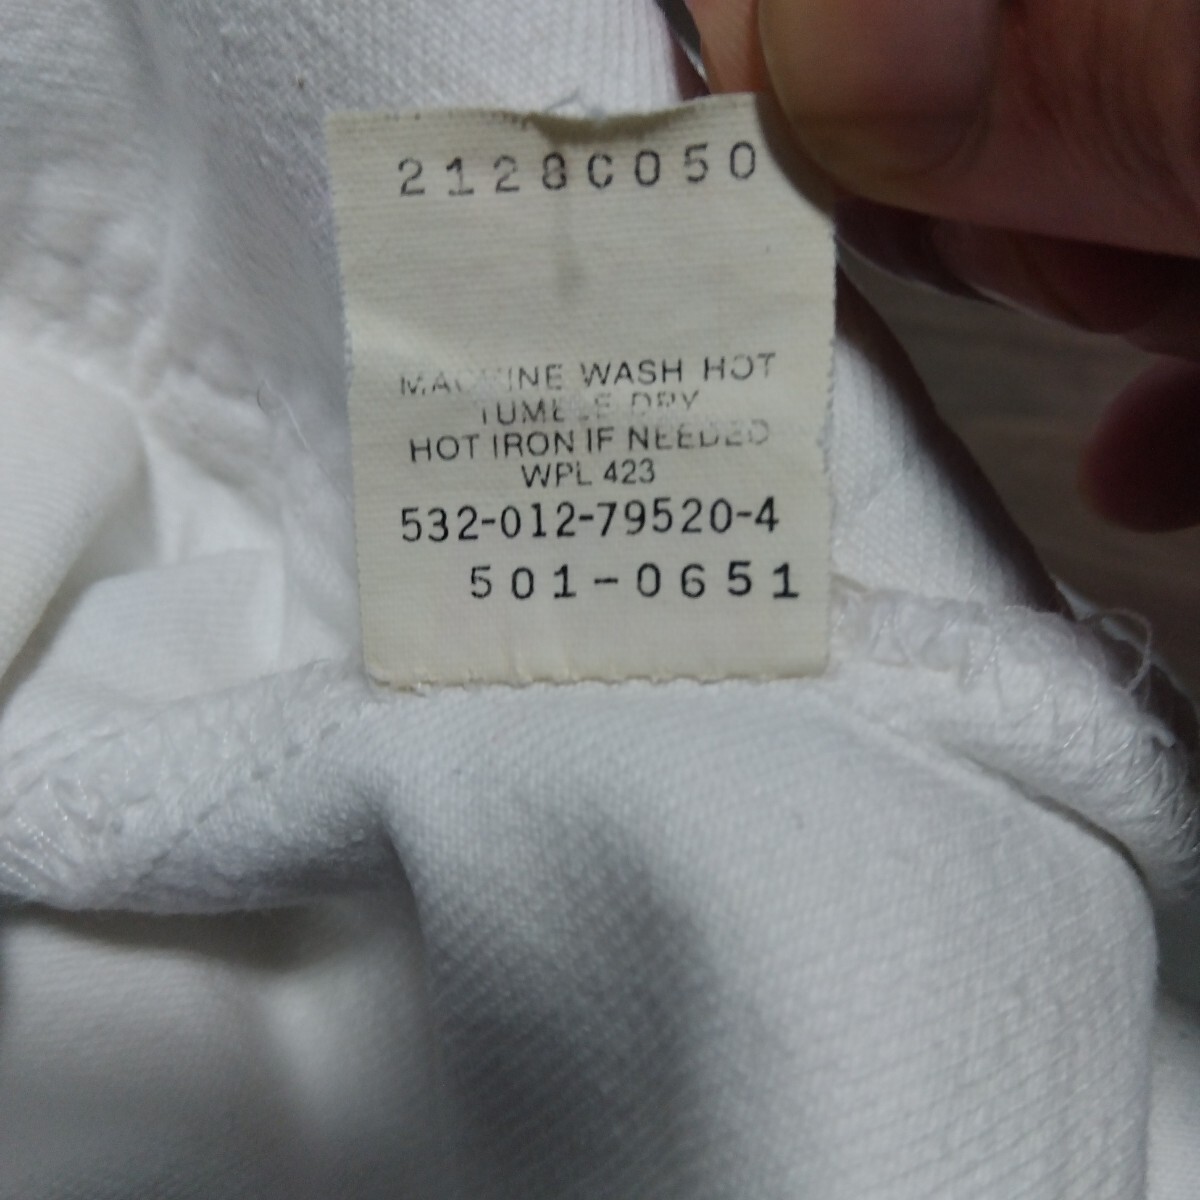 2128C050
MACHINE WASH HOT
TUMBLE DRY
HOT IRON IF NEEDED
WPL 423
532-012-79520-4
501-0651